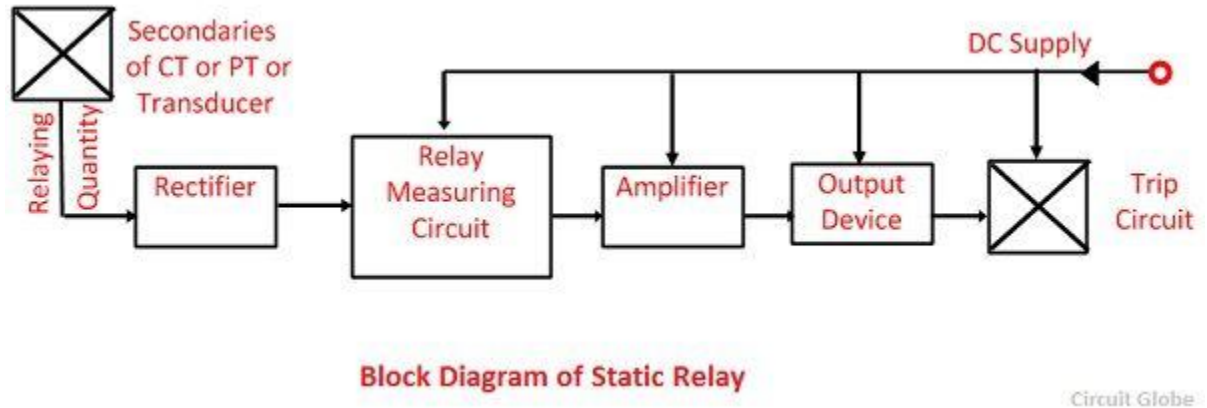 Secondaries
of CT or PT or
Transducer
Relaying
Quantity
Rectifier
Relay
Measuring
Circuit
Amplifier
Output
Device
DC Supply
Trip
Circuit
Block Diagram of Static Relay
Circuit Globe